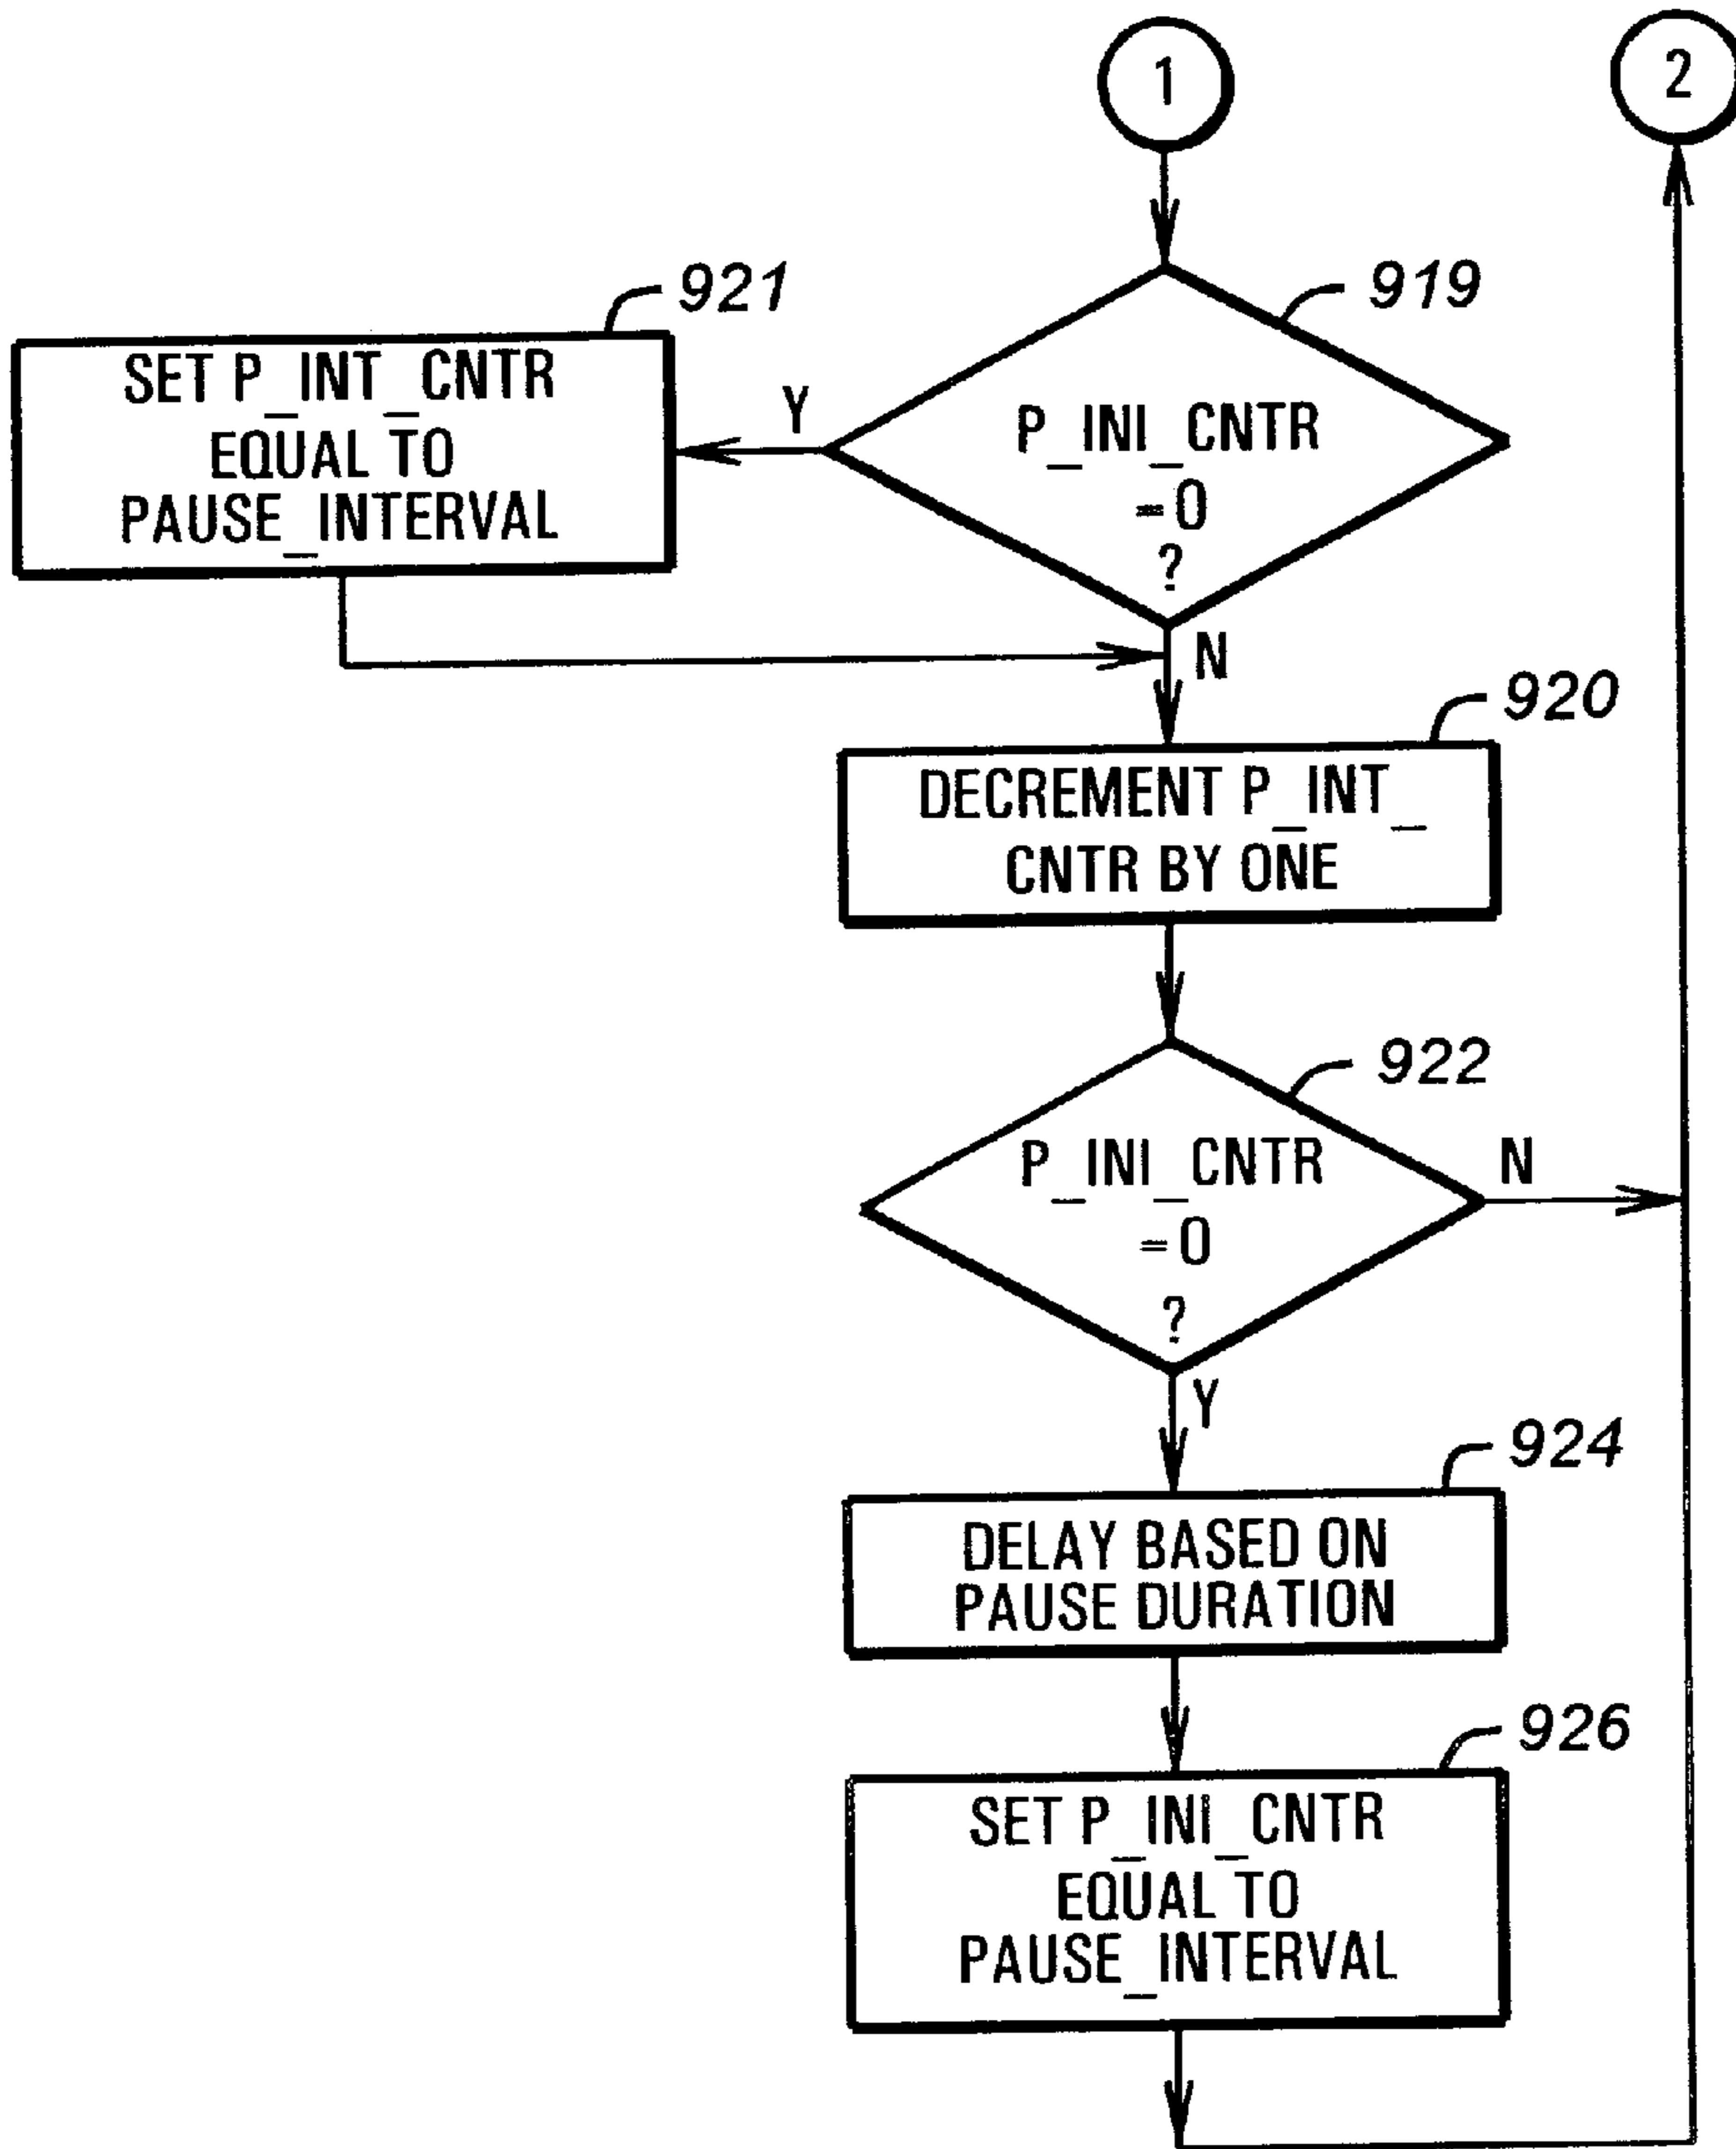 1
2
921
SET P_INT_CNTR
EQUAL TO
PAUSE_INTERVAL
919
Y
P_INI_CNTR
=0
?
N
920
DECREMENT P_INT_
CNTR BY ONE
922
P_INI_CNTR
=0
?
N
Y
924
DELAY BASED ON
PAUSE DURATION
926
SET P_INI_CNTR
EQUAL TO
PAUSE_INTERVAL